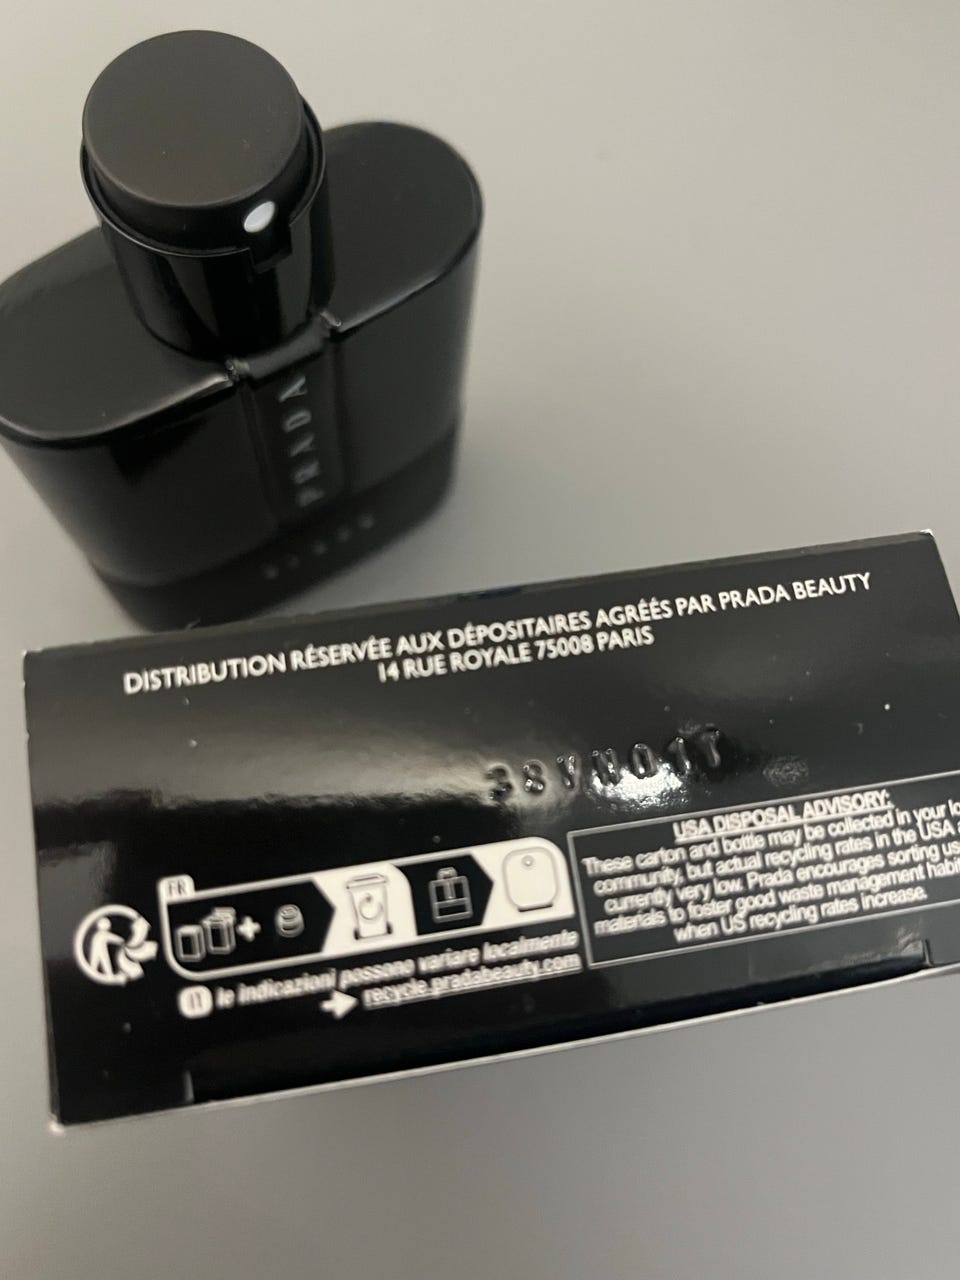 PRADA
DISTRIBUTION RÉSERVÉE AUX DÉPOSITAIRES AGRÉÉS PAR PRADA BEAUTY
14 RUE ROYALE 75008 PARIS
38YN01T
FR
le indicazioni possono variare localmente
recycle.pradabeauty.com
USA DISPOSAL ADVISORY:
These carton and bottle may be collected in your
community, but actual recycling rates in the USA
currently very low. Prada encourages sorting
materials to foster good waste management
when US recycling rates increase.